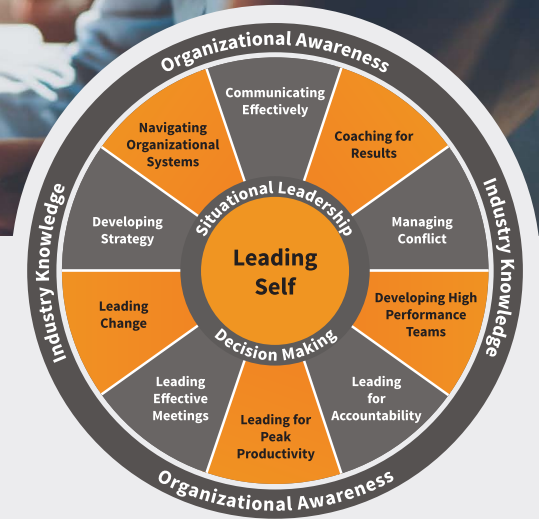 Organizational Awareness
Communicating
Effectively
Coaching for
Results
Managing
Conflict
Developing High
Performance
Teams
Leading
for
Accountability
Leading for
Peak
Productivity
Leading
Effective
Meetings
Leading
Change
Developing
Strategy
Navigating
Organizational
Systems
Situational Leadership
Leading
Self
Decision Making
Industry Knowledge
Industry Knowledge
Organizational Awareness